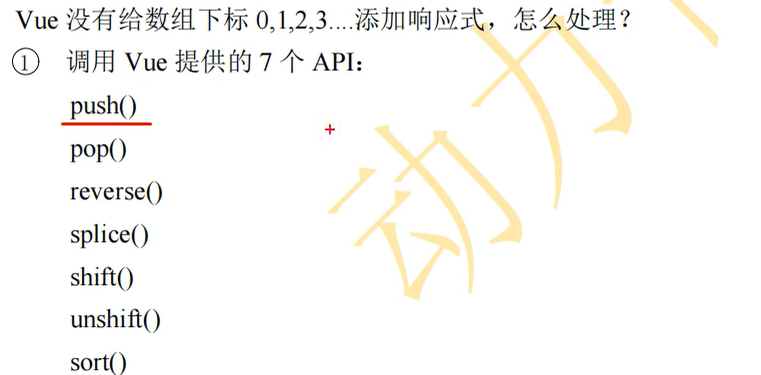 Vue 没有给数组下标 0,1,2,3....添加响应式，怎么处理？
① 调用 Vue 提供的 7 个 API：
push()
pop()
reverse()
splice()
shift()
unshift()
sort()
动力